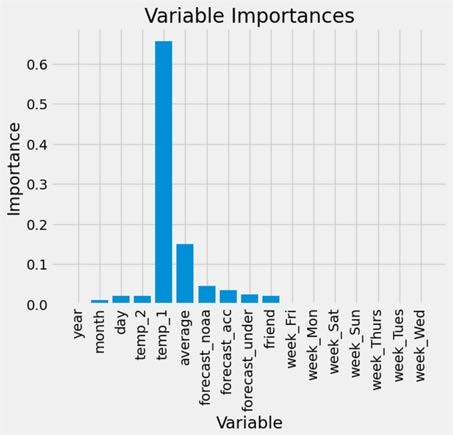 Variable Importances
Importance
0.6
0.5
0.4
0.3
0.2
0.1
0.0
year
month
day
temp_2
temp_1
average
forecast_noaa
forecast_acc
forecast_under
friend
week_Fri
week_Mon
week_Sat
week_Sun
week_Thurs
week_Tues
week_Wed
Variable